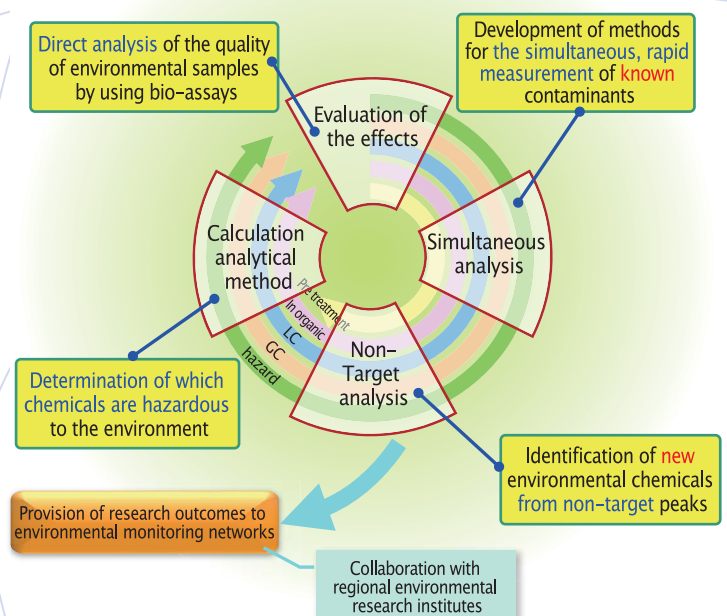 Direct analysis of the quality
of environmental samples
by using bio-assays
Development of methods
for the simultaneous, rapid
measurement of known
contaminants
Evaluation of
the effects
Calculation
analytical
method
Simultaneous
analysis
Pre treatment
In organic
LC
GC
hazard
Non-
Target
analysis
Determination of which
chemicals are hazardous
to the environment
Identification of new
environmental chemicals
from non-target peaks
Provision of research outcomes to
environmental monitoring networks
Collaboration with
regional environmental
research institutes